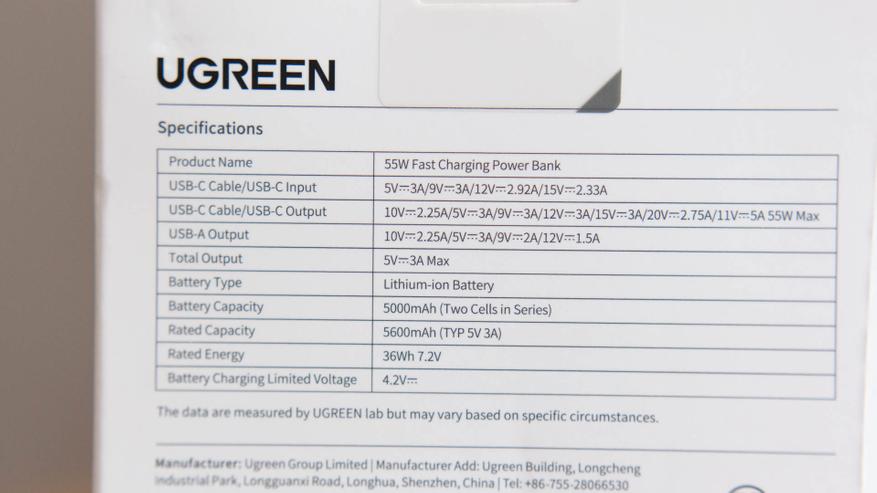 UGREEN
Specifications
Product Name 55W Fast Charging Power Bank
USB-C Cable/USB-C Input 5V⎓3A/9V⎓3A/12V⎓2.92A/15V⎓2.33A
USB-C Cable/USB-C Output 10V⎓2.25A/5V⎓3A/9V⎓3A/12V⎓3A/15V⎓3A/20V⎓2.75A/11V⎓5A 55W Max
USB-A Output 10V⎓2.25A/5V⎓3A/9V⎓2A/12V⎓1.5A
Total Output 5V⎓3A Max
Battery Type Lithium-ion Battery
Battery Capacity 5000mAh (Two Cells in Series)
Rated Capacity 5600mAh (TYP 5V 3A)
Rated Energy 36Wh 7.2V
Battery Charging Limited Voltage 4.2V⎓
The data are measured by UGREEN lab but may vary based on specific circumstances.
Manufacturer: Ugreen Group Limited | Manufacturer Add: Ugreen Building, Longcheng
Industrial Park, Longguanxi Road, Longhua, Shenzhen, China | Tel: +86-755-28066530